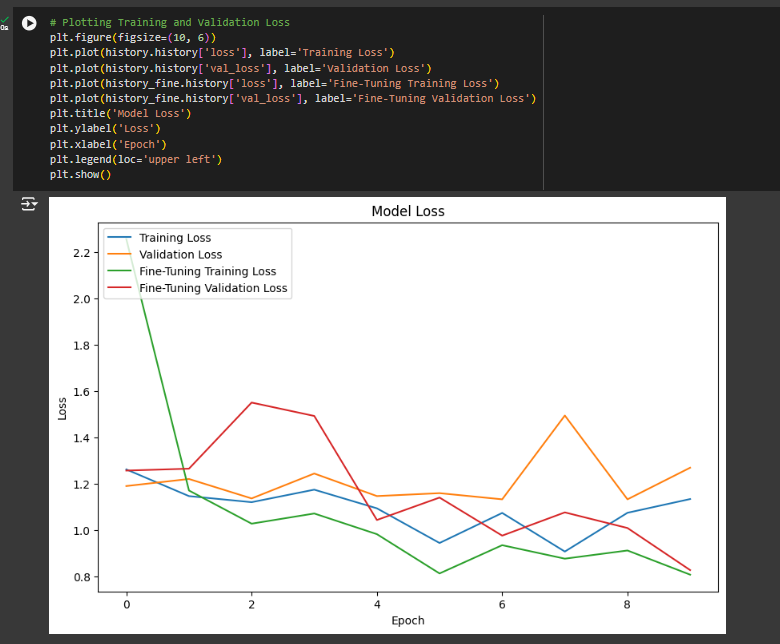 # Plotting Training and Validation Loss
plt.figure(figsize=(10, 6))
plt.plot(history.history['loss'], label='Training Loss')
plt.plot(history.history['val_loss'], label='Validation Loss')
plt.plot(history_fine.history['loss'], label='Fine-Tuning Training Loss')
plt.plot(history_fine.history['val_loss'], label='Fine-Tuning Validation Loss')
plt.title('Model Loss')
plt.ylabel('Loss')
plt.xlabel('Epoch')
plt.legend(loc='upper left')
plt.show()
0s
Model Loss
Training Loss
Validation Loss
Fine-Tuning Training Loss
Fine-Tuning Validation Loss
2.2
2.0
1.8
1.6
1.4
1.2
1.0
0.8
Loss
0 2 4 6 8
Epoch